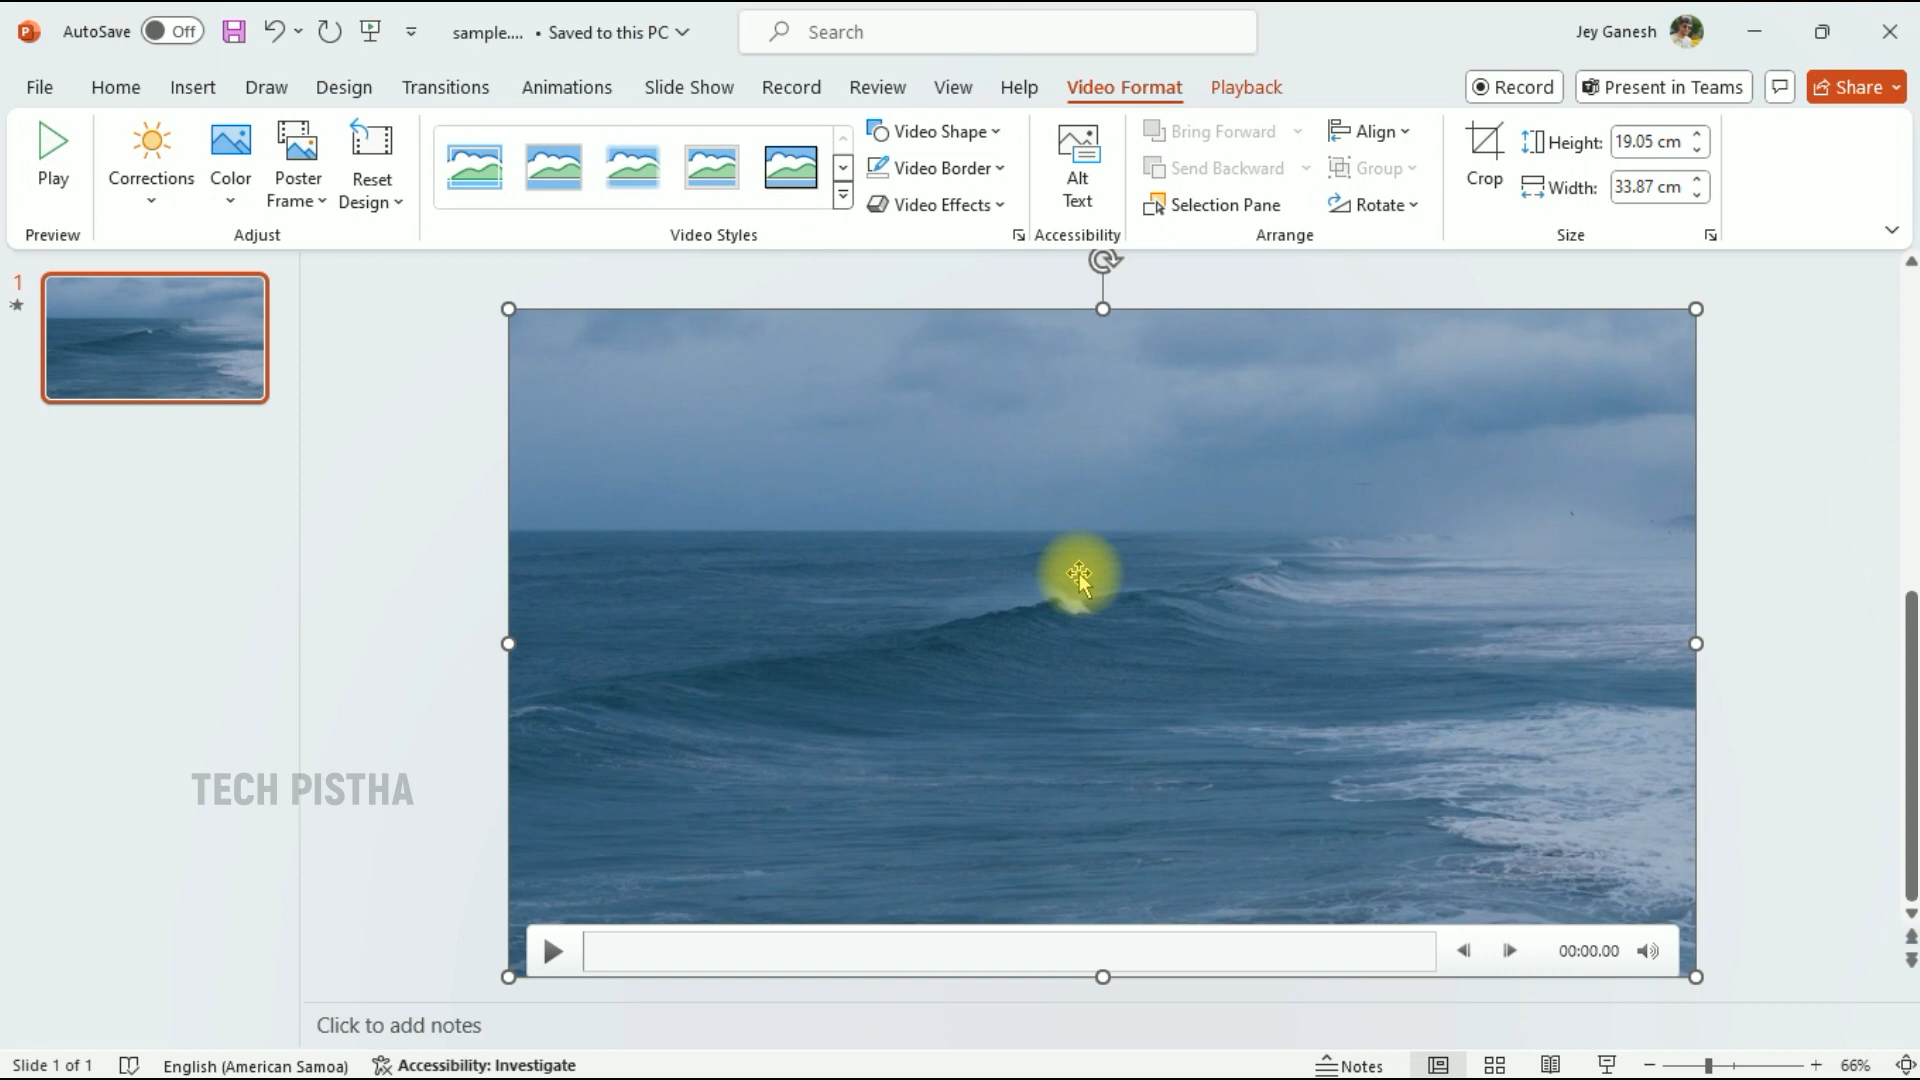 AutoSave Off sample.... • Saved to this PC Search Jey Ganesh
File Home Insert Draw Design Transitions Animations Slide Show Record Review View Help Video Format Playback Record Present in Teams Share
Play
Corrections
Color
Poster
Frame
Reset
Design
Video Shape
Video Border
Video Effects
Alt
Text
Bring Forward
Send Backward
Selection Pane
Align
Group
Rotate
Crop
Height: 19.05 cm
Width: 33.87 cm
Preview Adjust Video Styles Accessibility Arrange Size
1
TECH PISTHA
00:00.00
Click to add notes
Slide 1 of 1 English (American Samoa) Accessibility: Investigate Notes 66%